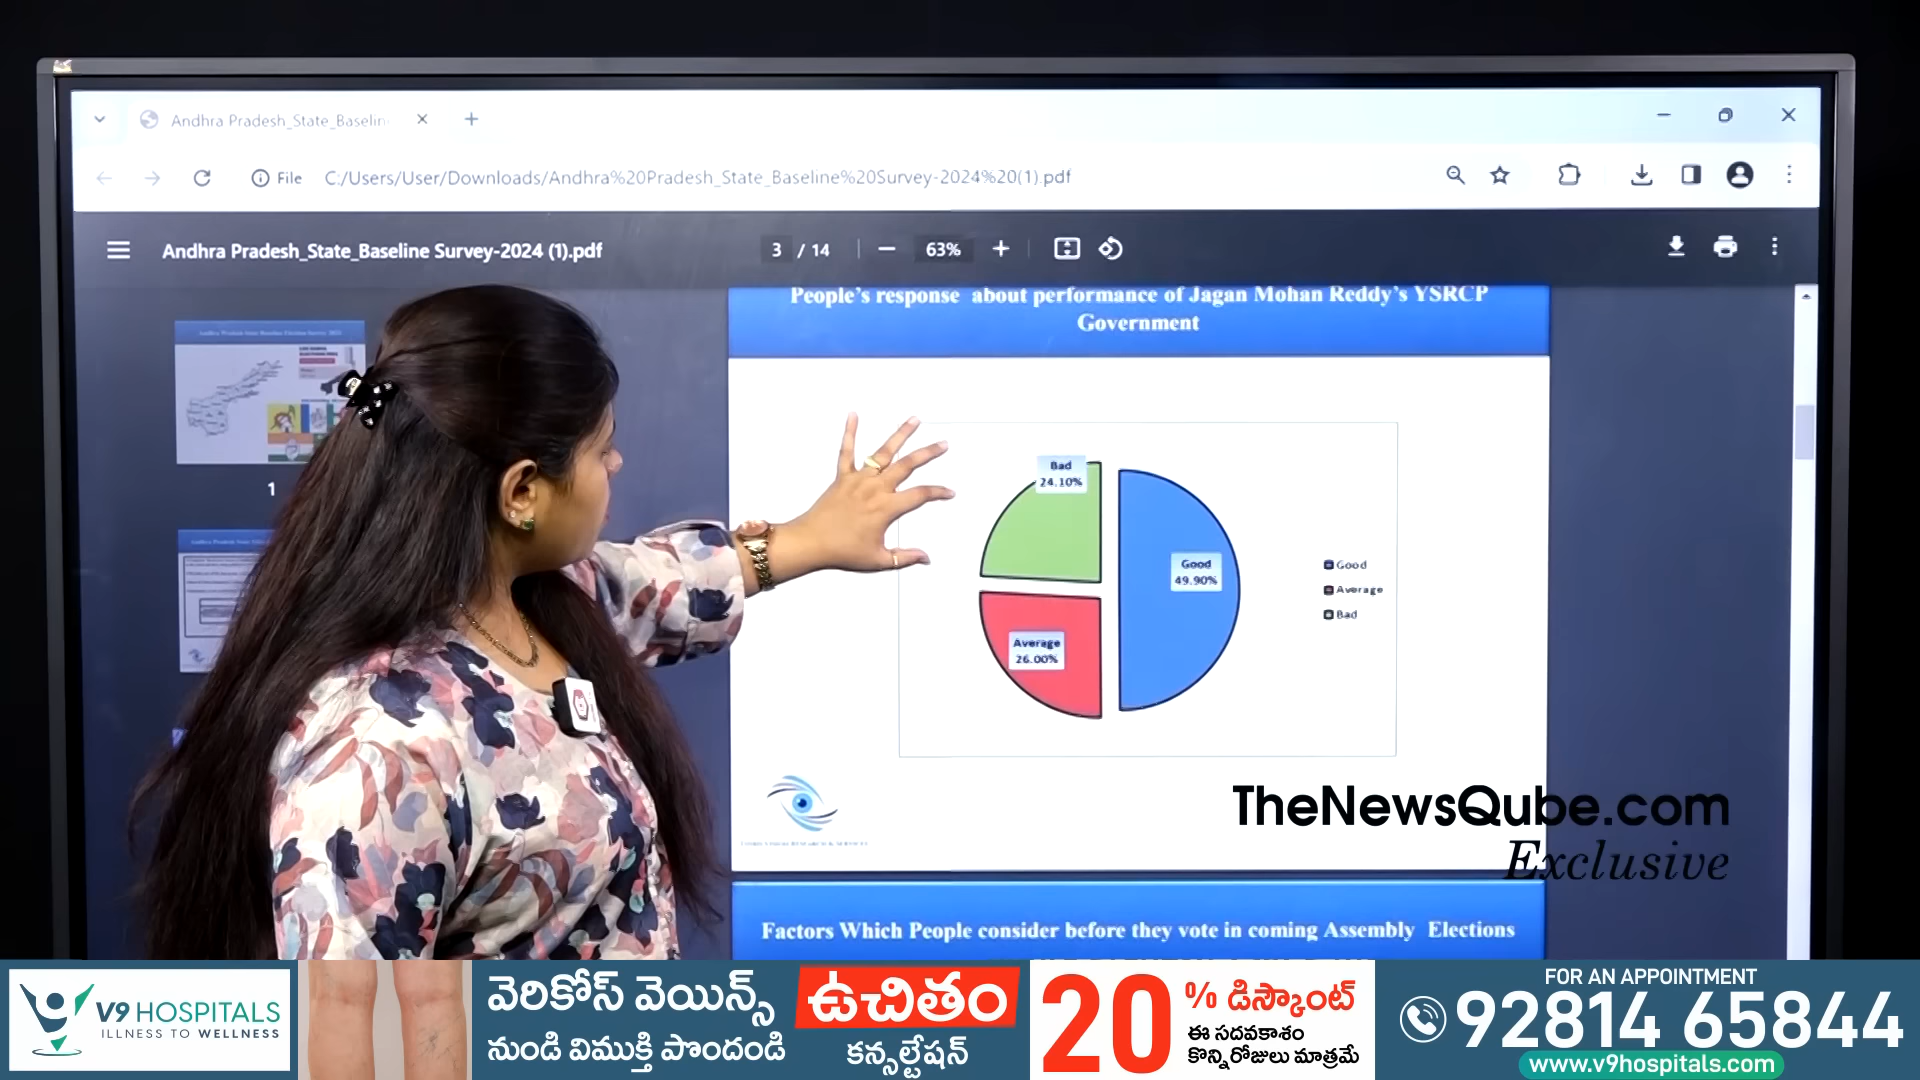 Andhra Pradesh_State_Baselin
File
C:/Users/User/Downloads/Andhra%20Pradesh_State_Baseline%20Survey-2024%20(1).pdf
Andhra Pradesh_State_Baseline Survey-2024 (1).pdf
3 / 14
63%
1
People's response about performance of Jagan Mohan Reddy's YSRCP
Government
Bad
24.10%
Good
49.90%
Average
26.00%
Good
Average
Bad
TheNewsQube.com
Exclusive
Factors Which People consider before they vote in coming Assembly Elections
V9 HOSPITALS
ILLNESS TO WELLNESS
వెరికోస్ వెయిన్స్
నుండి విముక్తి పొందండి
ఉచితం
కన్సల్టేషన్
20 % డిస్కౌంట్
ఈ సదవకాశం
కొన్నిరోజులు మాత్రమే
FOR AN APPOINTMENT
92814 65844
www.v9hospitals.com